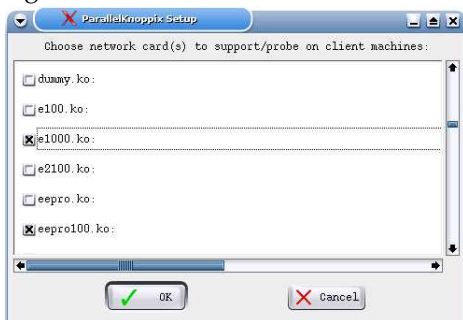 ParallelKnoppix Setup
Choose network card(s) to support/probe on client machines:
dummy.ko:
e100.ko:
e1000.ko:
e2100.ko:
eepro.ko:
eepro100.ko:
OK
Cancel